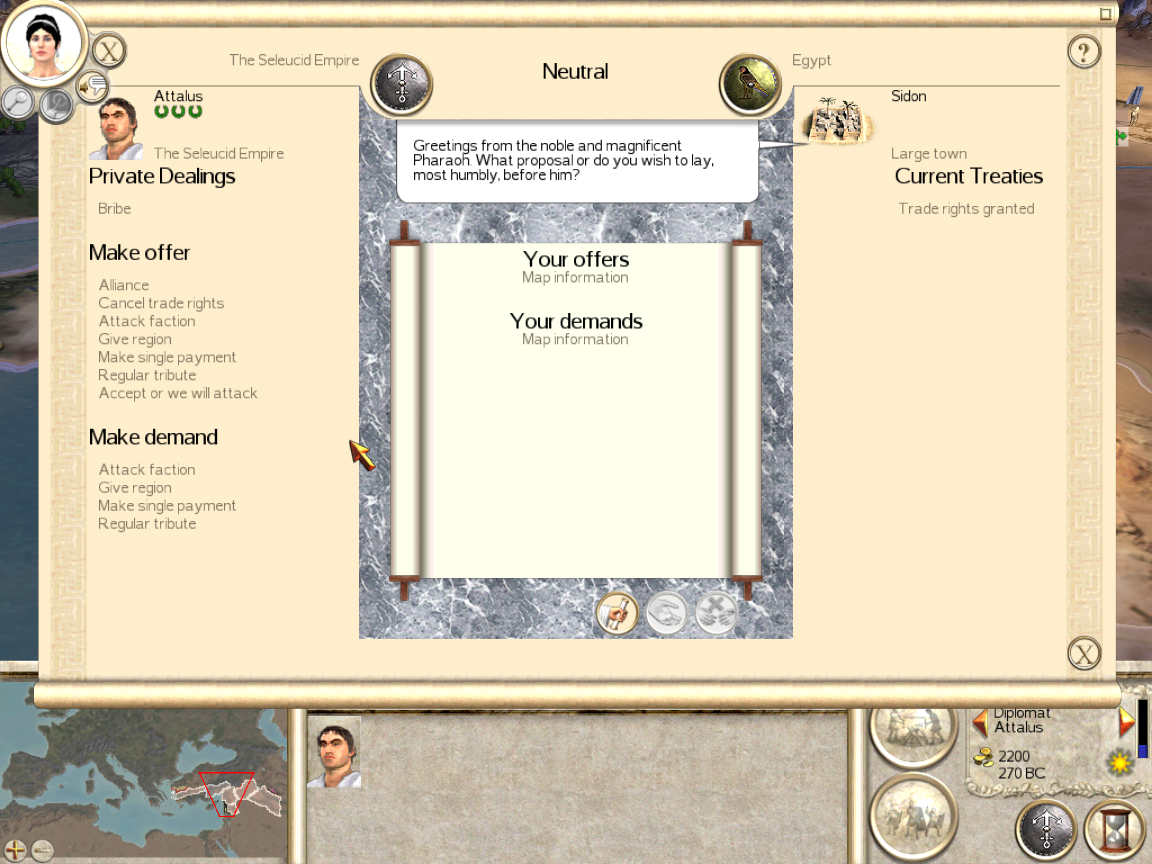 The Seleucid Empire
Neutral
Egypt
Attalus
The Seleucid Empire
Sidon
Large town
Greetings from the noble and magnificent
Pharaoh. What proposal or do you wish to lay,
most humbly, before him?
Private Dealings
Bribe
Make offer
Alliance
Cancel trade rights
Attack faction
Give region
Make single payment
Regular tribute
Accept or we will attack
Make demand
Attack faction
Give region
Make single payment
Regular tribute
Your offers
Map information
Your demands
Map information
Current Treaties
Trade rights granted
X
?
X
Diplomat
Attalus
2200
270 BC